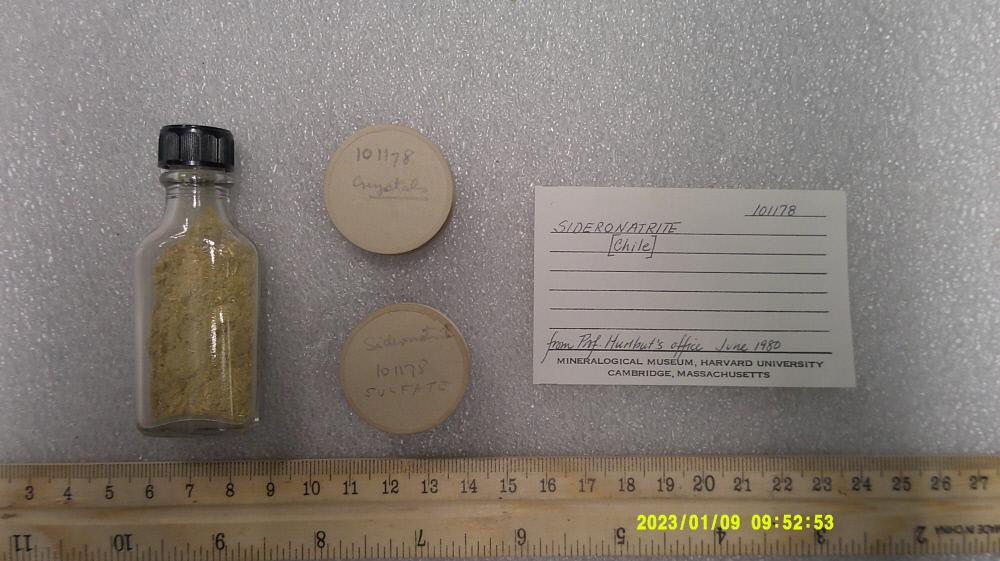 101178
Crystals
Sideronatrite
101178
SULFATE
101178
SIDERONATRITE
[Chile]
from Prof Hurlbut's office June 1980
MINERALOGICAL MUSEUM, HARVARD UNIVERSITY
CAMBRIDGE, MASSACHUSETTS
3 4 5 6 7 8 9 10 11 12 13 14 15 16 17 18 19 20 21 22 23 24 25 26 27
2023/01/09 09:52:53
11 10 9 8 7 6 5 4 3 2
MADE IN CHINA